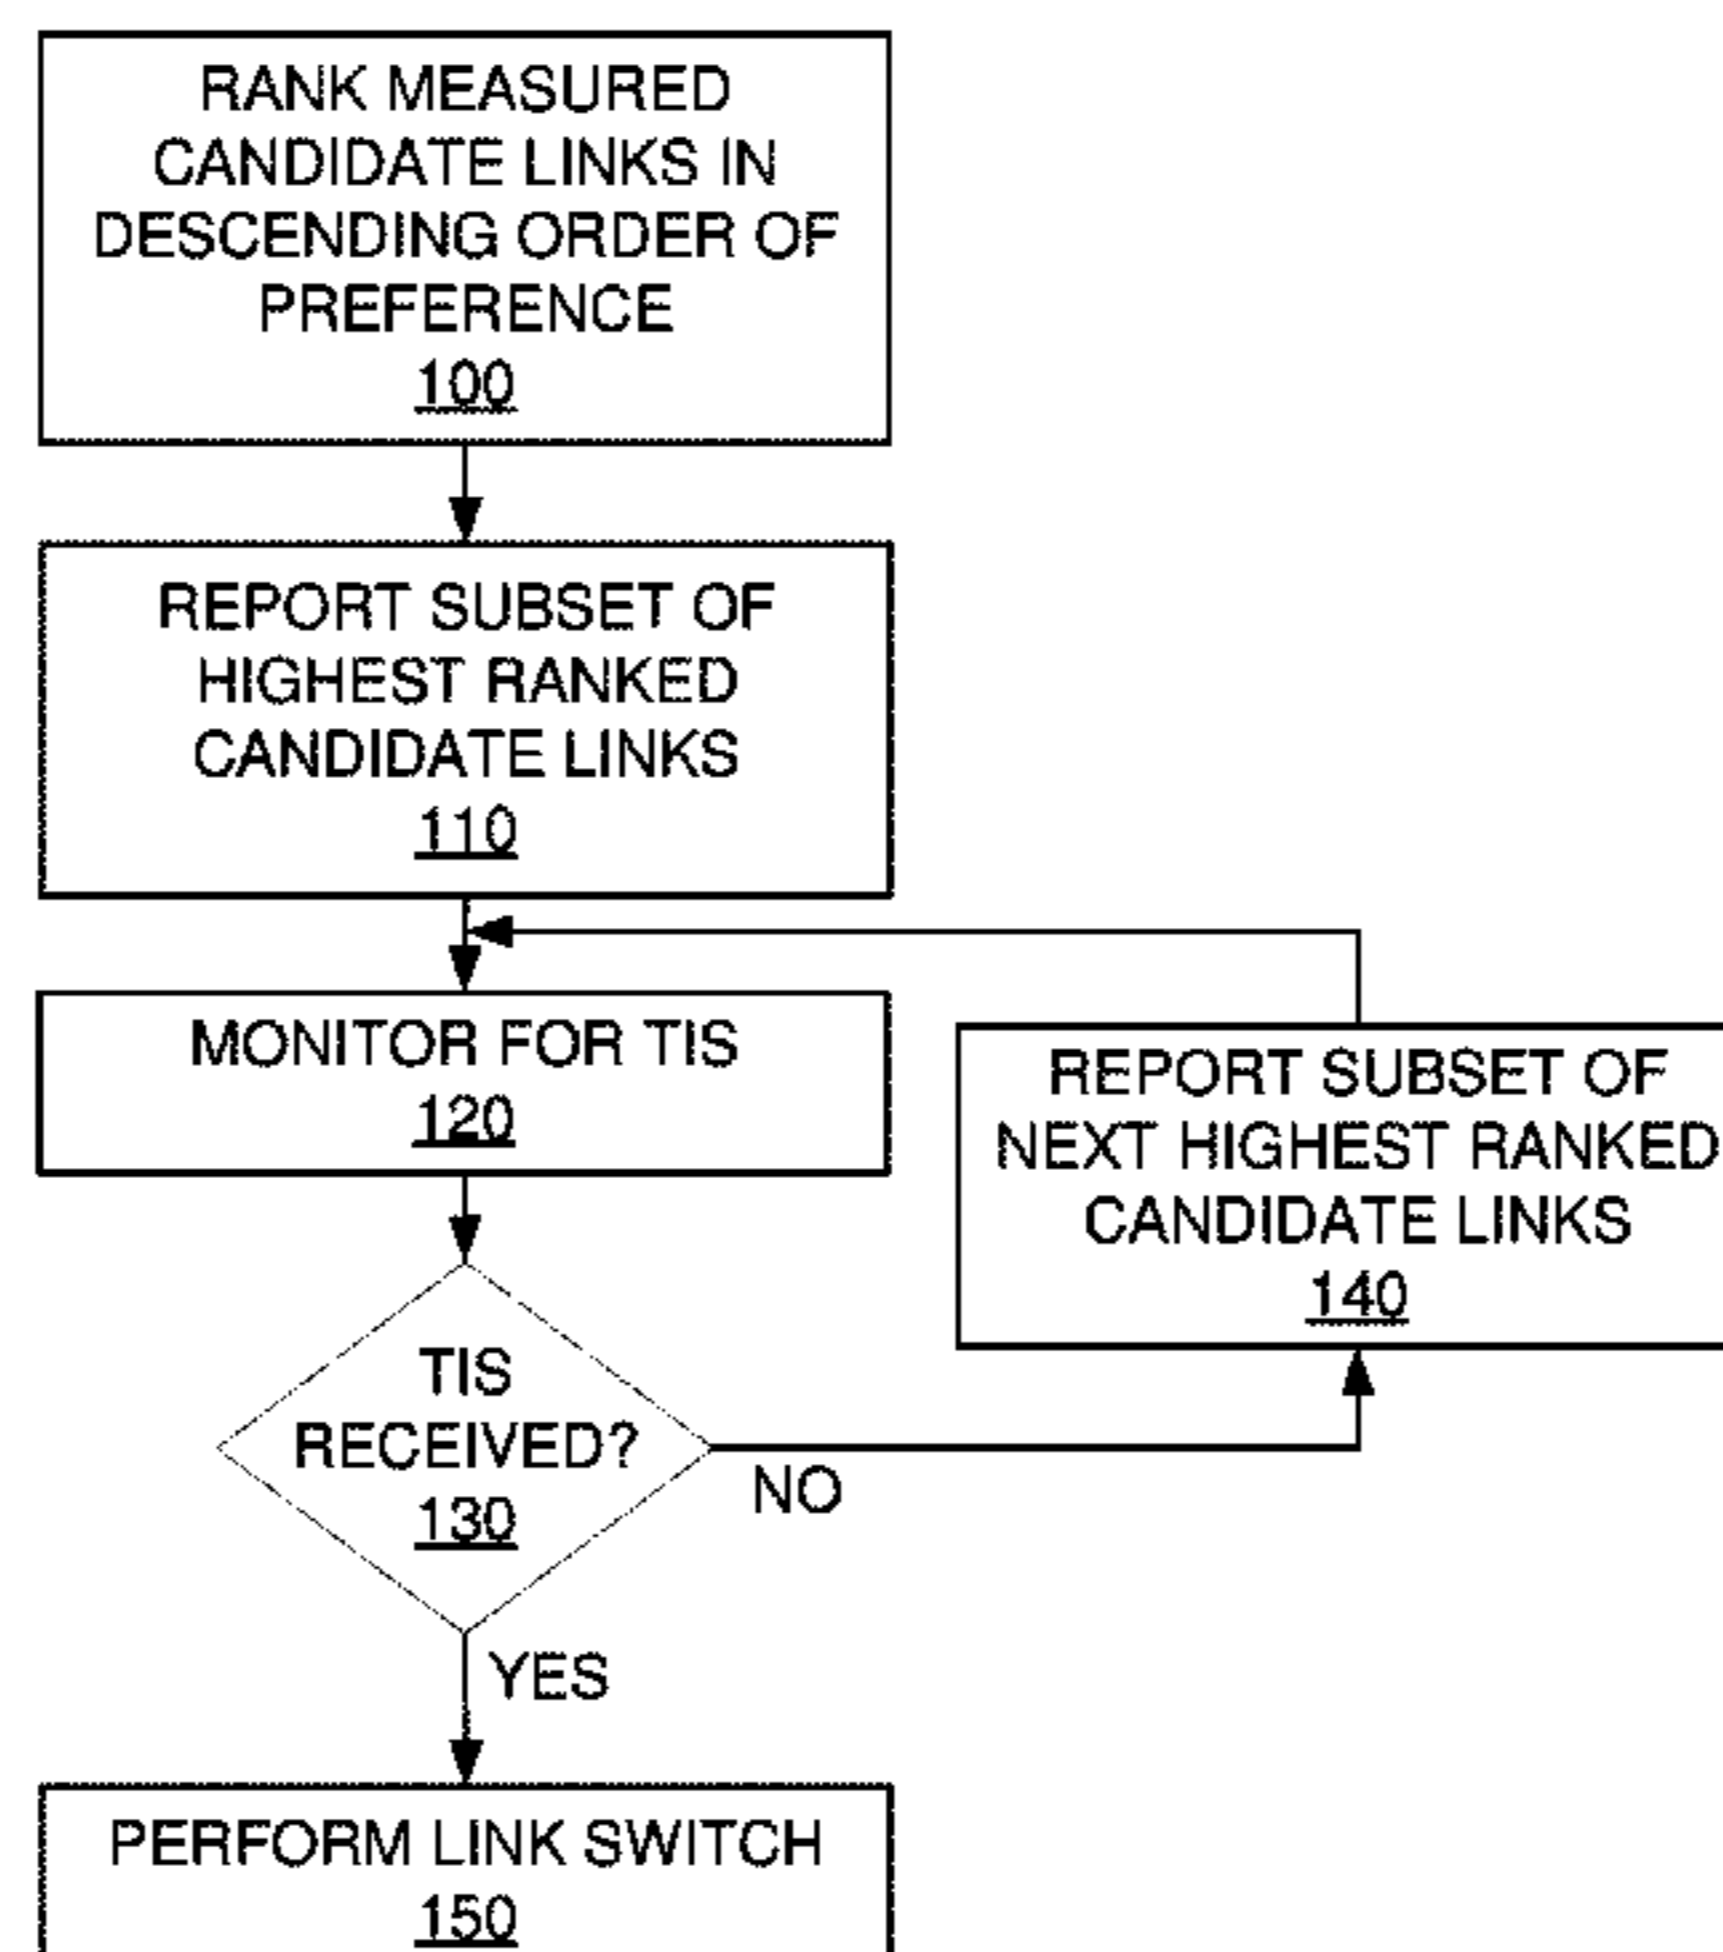 RANK MEASURED
CANDIDATE LINKS IN
DESCENDING ORDER OF
PREFERENCE
100
REPORT SUBSET OF
HIGHEST RANKED
CANDIDATE LINKS
110
MONITOR FOR TIS
120
REPORT SUBSET OF
NEXT HIGHEST RANKED
CANDIDATE LINKS
140
TIS
RECEIVED?
130
NO
YES
PERFORM LINK SWITCH
150